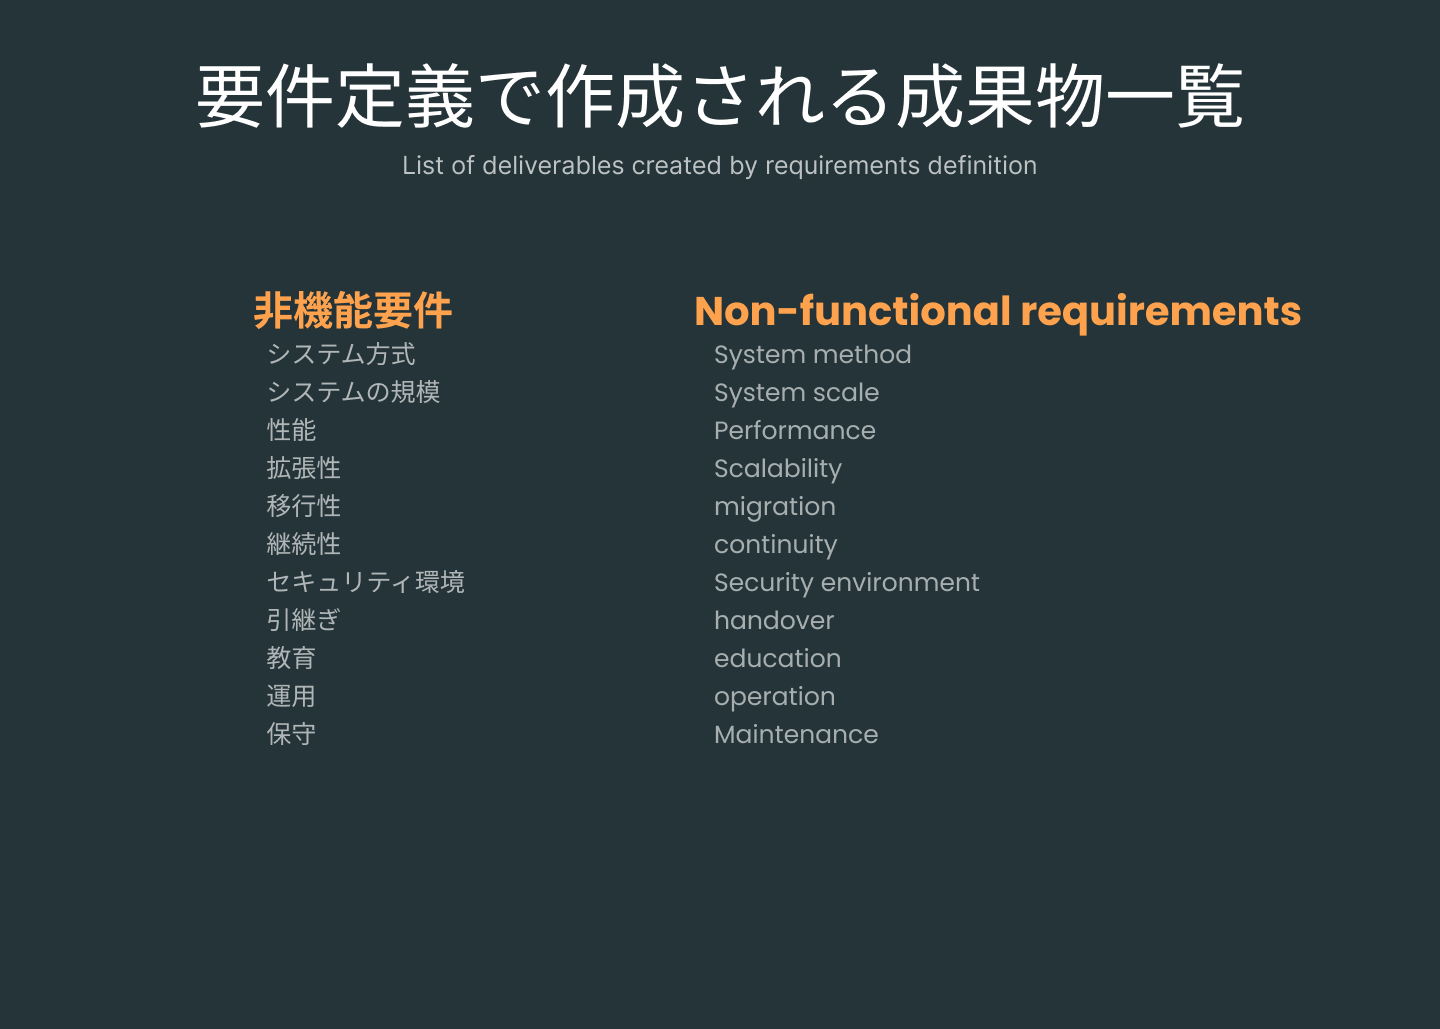 要件定義で作成される成果物一覧
List of deliverables created by requirements definition
非機能要件
システム方式
システムの規模
性能
拡張性
移行性
継続性
セキュリティ環境
引継ぎ
教育
運用
保守
Non-functional requirements
System method
System scale
Performance
Scalability
migration
continuity
Security environment
handover
education
operation
Maintenance